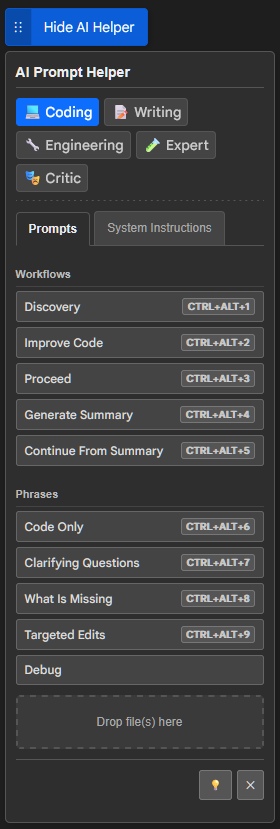 Hide AI Helper
AI Prompt Helper
Coding Writing
Engineering Expert
Critic
Prompts System Instructions
Workflows
Discovery CTRL+ALT+1
Improve Code CTRL+ALT+2
Proceed CTRL+ALT+3
Generate Summary CTRL+ALT+4
Continue From Summary CTRL+ALT+5
Phrases
Code Only CTRL+ALT+6
Clarifying Questions CTRL+ALT+7
What Is Missing CTRL+ALT+8
Targeted Edits CTRL+ALT+9
Debug
Drop file(s) here